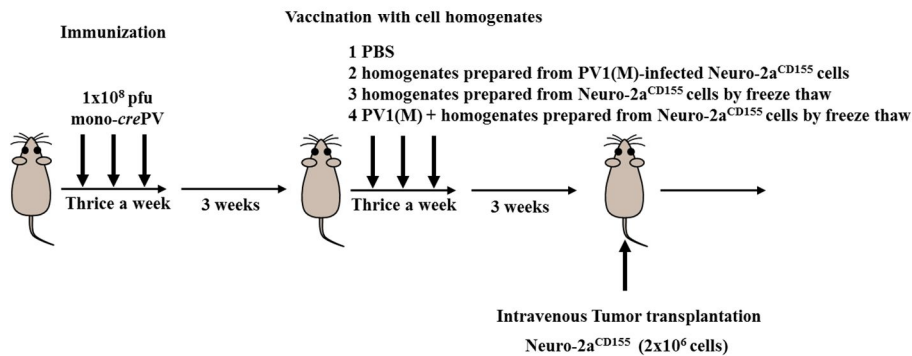 Vaccination with cell homogenates
Immunization
1 PBS
2 homogenates prepared from PV1(M)-infected Neuro-2aᶜᴰ¹⁵⁵ cells
3 homogenates prepared from Neuro-2aᶜᴰ¹⁵⁵ cells by freeze thaw
4 PV1(M) + homogenates prepared from Neuro-2aᶜᴰ¹⁵⁵ cells by freeze thaw
1x10⁸ pfu
mono-crePV
Thrice a week
3 weeks
Thrice a week
3 weeks
Intravenous Tumor transplantation
Neuro-2aᶜᴰ¹⁵⁵ (2x10⁶ cells)